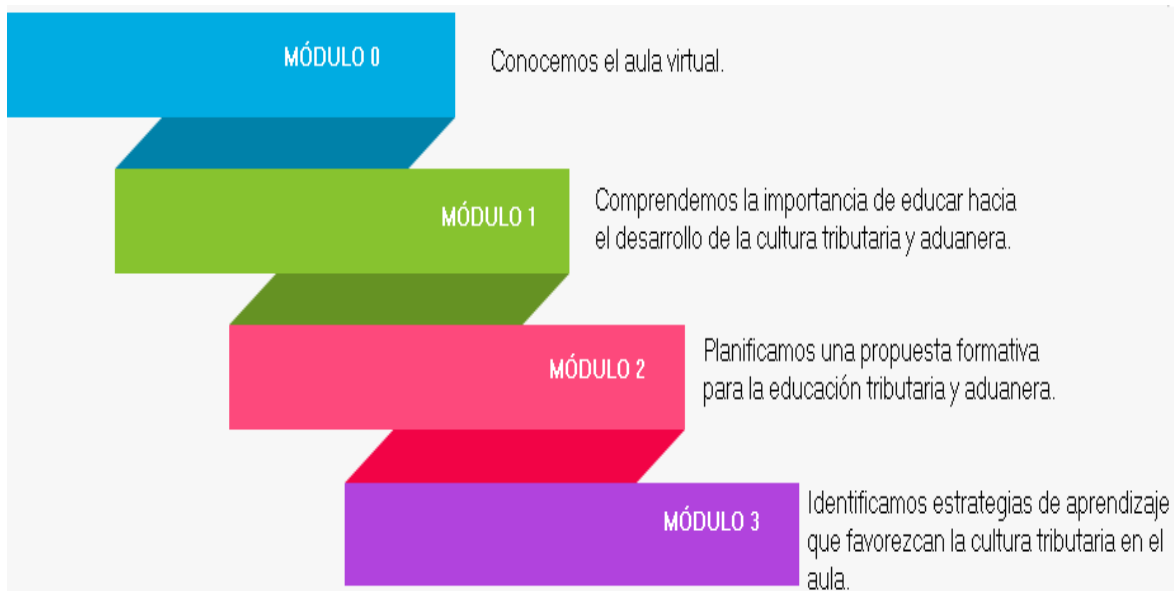 MÓDULO 0
Conocemos el aula virtual.
MÓDULO 1
Comprendemos la importancia de educar hacia
el desarrollo de la cultura tributaria y aduanera.
MÓDULO 2
Planificamos una propuesta formativa
para la educación tributaria y aduanera.
MÓDULO 3
Identificamos estrategias de aprendizaje
que favorezcan la cultura tributaria en el
aula.